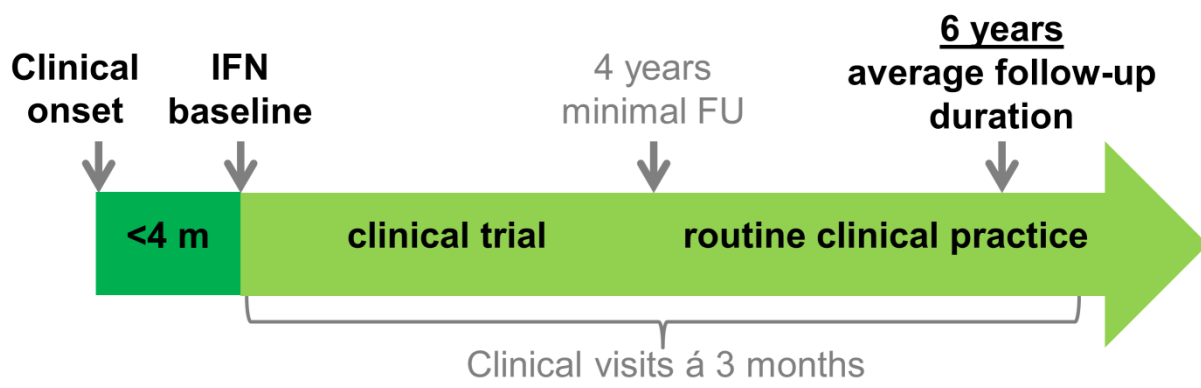 Clinical
onset
IFN
baseline
4 years
minimal FU
6 years
average follow-up
duration
<4 m
clinical trial
routine clinical practice
Clinical visits á 3 months